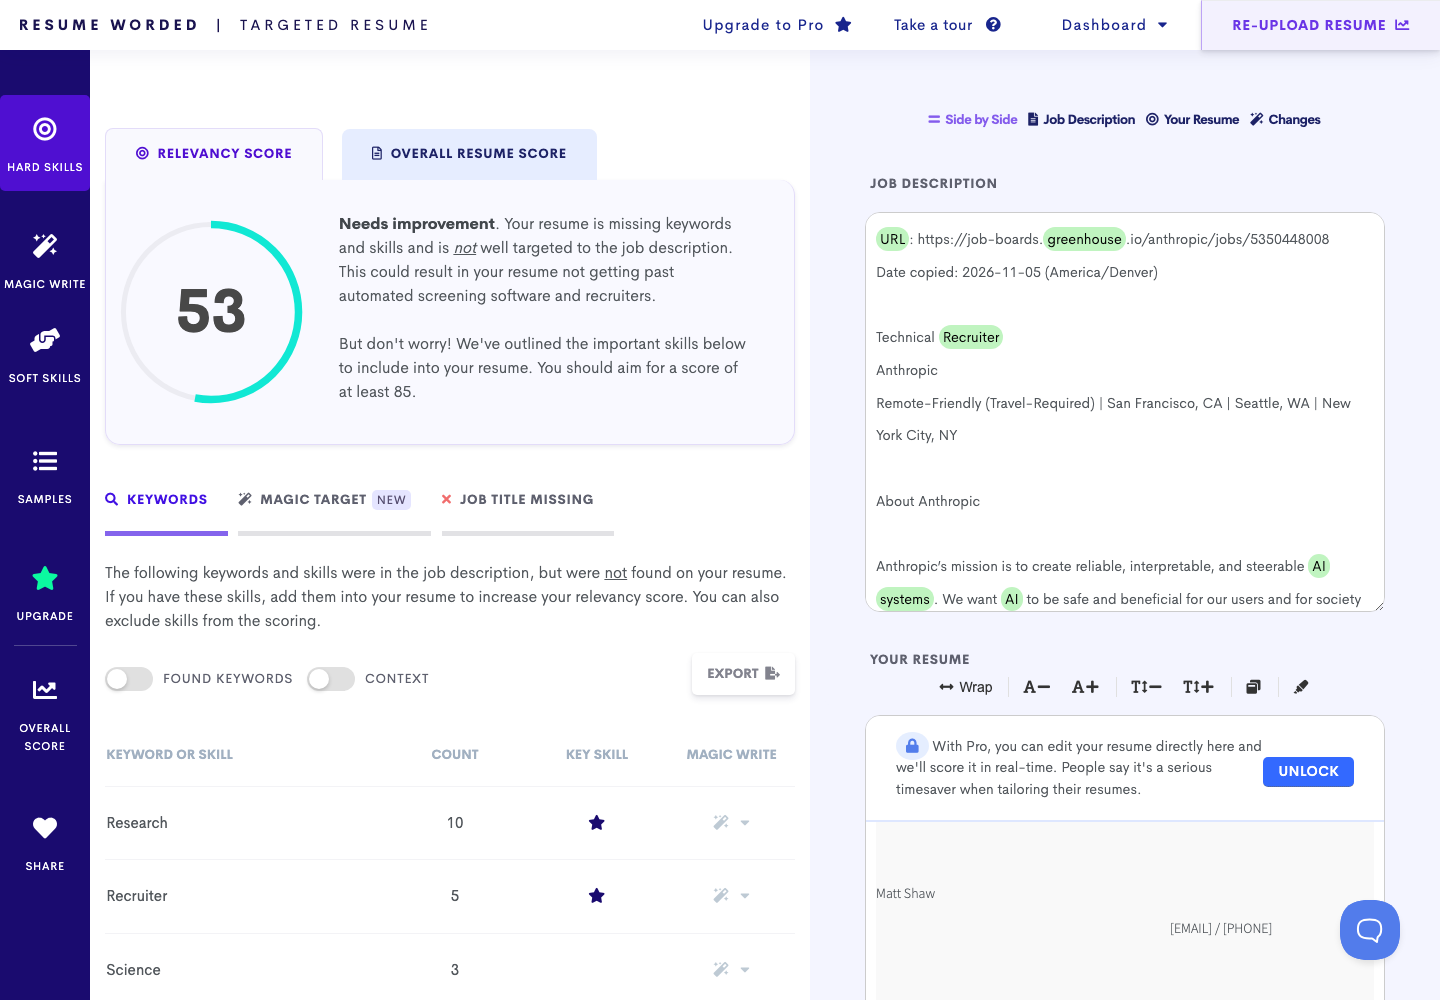 RESUME WORDED | TARGETED RESUME
Upgrade to Pro
Take a tour
Dashboard
RE-UPLOAD RESUME
HARD SKILLS
MAGIC WRITE
SOFT SKILLS
SAMPLES
UPGRADE
OVERALL
SCORE
SHARE
RELEVANCY SCORE
OVERALL RESUME SCORE
53
Needs improvement. Your resume is missing keywords
and skills and is not well targeted to the job description.
This could result in your resume not getting past
automated screening software and recruiters.
But don't worry! We've outlined the important skills below
to include into your resume. You should aim for a score of
at least 85.
KEYWORDS
MAGIC TARGET NEW
JOB TITLE MISSING
The following keywords and skills were in the job description, but were not found on your resume.
If you have these skills, add them into your resume to increase your relevancy score. You can also
exclude skills from the scoring.
FOUND KEYWORDS
CONTEXT
EXPORT
KEYWORD OR SKILL COUNT KEY SKILL MAGIC WRITE
Research 10
Recruiter 5
Science 3
Side by Side
Job Description
Your Resume
Changes
JOB DESCRIPTION
URL: https://job-boards.greenhouse.io/anthropic/jobs/5350448008
Date copied: 2026-11-05 (America/Denver)
Technical Recruiter
Anthropic
Remote-Friendly (Travel-Required) | San Francisco, CA | Seattle, WA | New
York City, NY
About Anthropic
Anthropic’s mission is to create reliable, interpretable, and steerable AI
systems. We want AI to be safe and beneficial for our users and for society
YOUR RESUME
Wrap
A
A
T
T
With Pro, you can edit your resume directly here and
we'll score it in real-time. People say it's a serious
timesaver when tailoring their resumes.
UNLOCK
Matt Shaw
[EMAIL] / [PHONE]